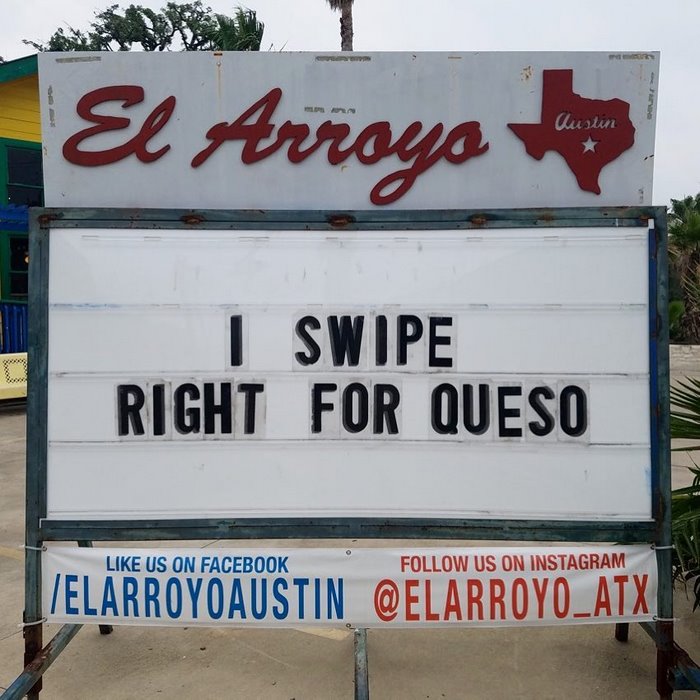 El Arroyo
Austin
I SWIPE
RIGHT FOR QUESO
LIKE US ON FACEBOOK
/ELARROYOAUSTIN
FOLLOW US ON INSTAGRAM
@ELARROYO_ATX